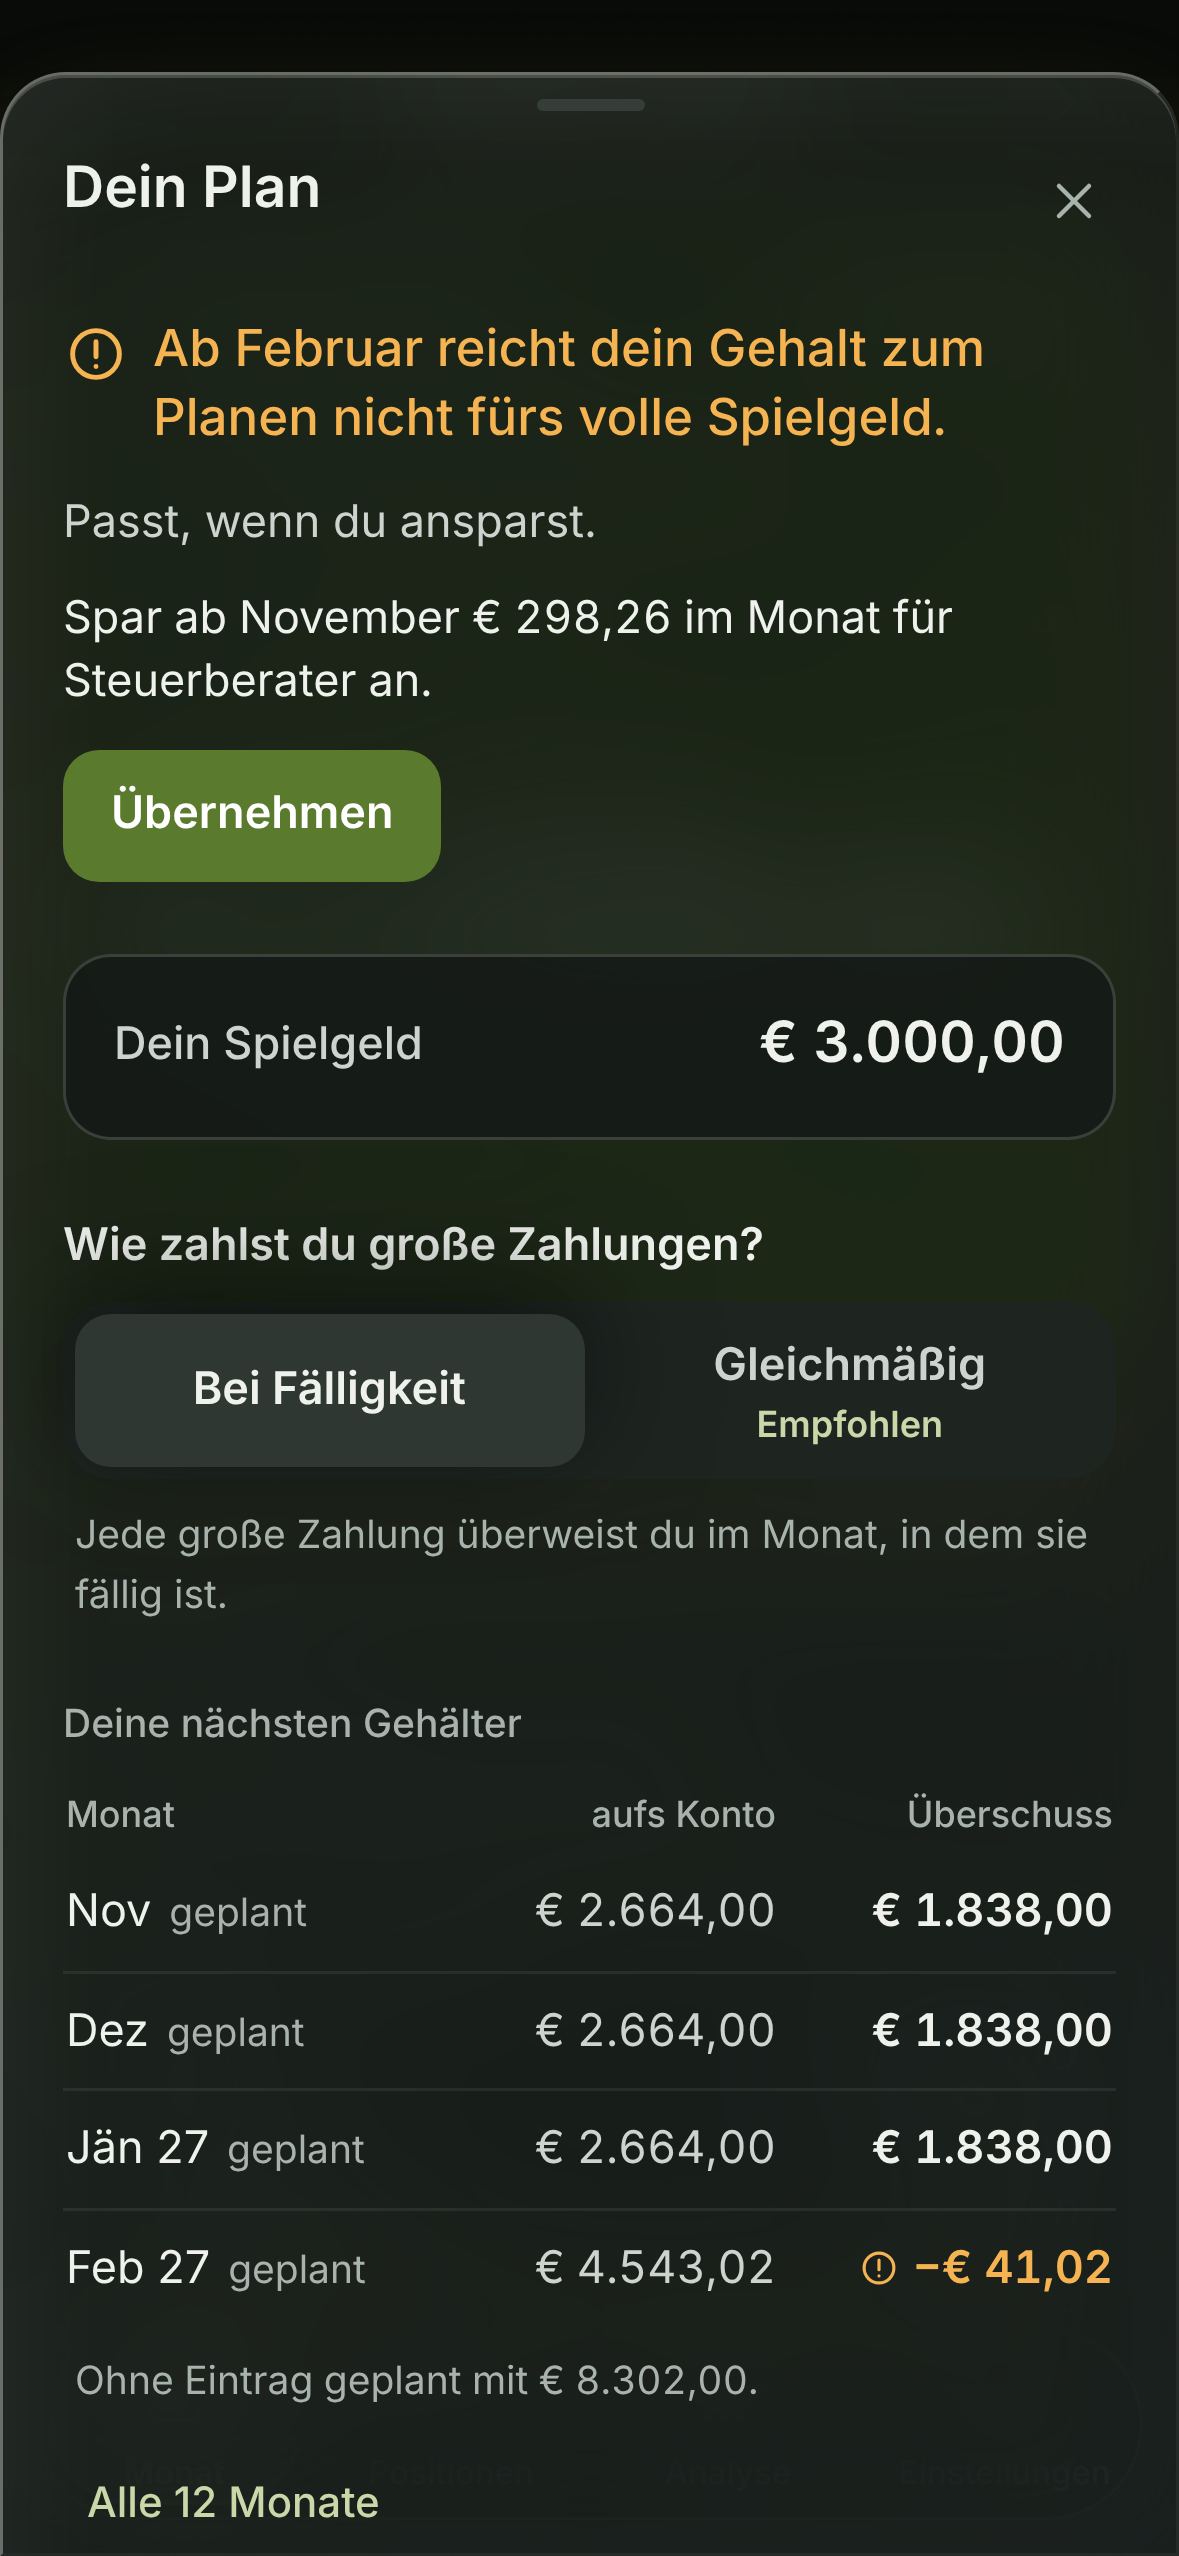 Dein Plan
Ab Februar reicht dein Gehalt zum
Planen nicht fürs volle Spielgeld.
Passt, wenn du ansparst.
Spar ab November € 298,26 im Monat für
Steuerberater an.
Übernehmen
Dein Spielgeld € 3.000,00
Wie zahlst du große Zahlungen?
Bei Fälligkeit
Gleichmäßig
Empfohlen
Jede große Zahlung überweist du im Monat, in dem sie
fällig ist.
Deine nächsten Gehälter
Monat aufs Konto Überschuss
Nov geplant € 2.664,00 € 1.838,00
Dez geplant € 2.664,00 € 1.838,00
Jän 27 geplant € 2.664,00 € 1.838,00
Feb 27 geplant € 4.543,02 −€ 41,02
Ohne Eintrag geplant mit € 8.302,00.
Monat Positionen Analyse Einstellungen
Alle 12 Monate